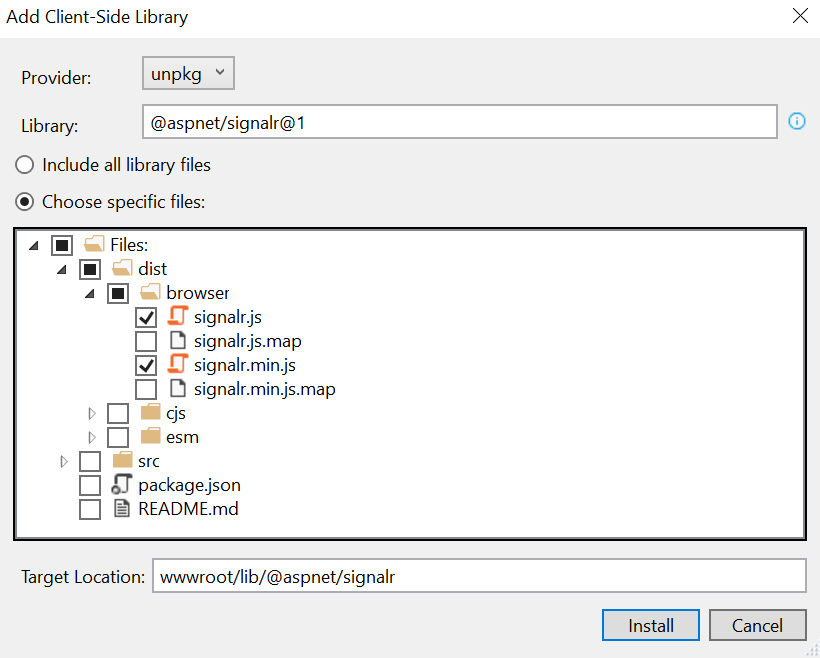 Add Client-Side Library
Provider: unpkg
Library: @aspnet/signalr@1
Include all library files
Choose specific files:
Files:
dist
browser
signalr.js
signalr.js.map
signalr.min.js
signalr.min.js.map
cjs
esm
src
package.json
README.md
Target Location: wwwroot/lib/@aspnet/signalr
Install Cancel